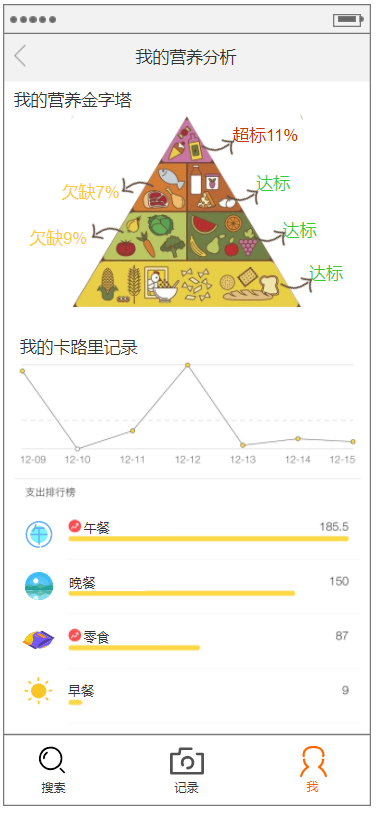 我的营养分析
我的营养金字塔
超标11%
欠缺7%
达标
欠缺9%
达标
达标
我的卡路里记录
12-09 12-10 12-11 12-12 12-13 12-14 12-15
支出排行榜
午餐 185.5
晚餐 150
零食 87
早餐 9
搜索 记录 我